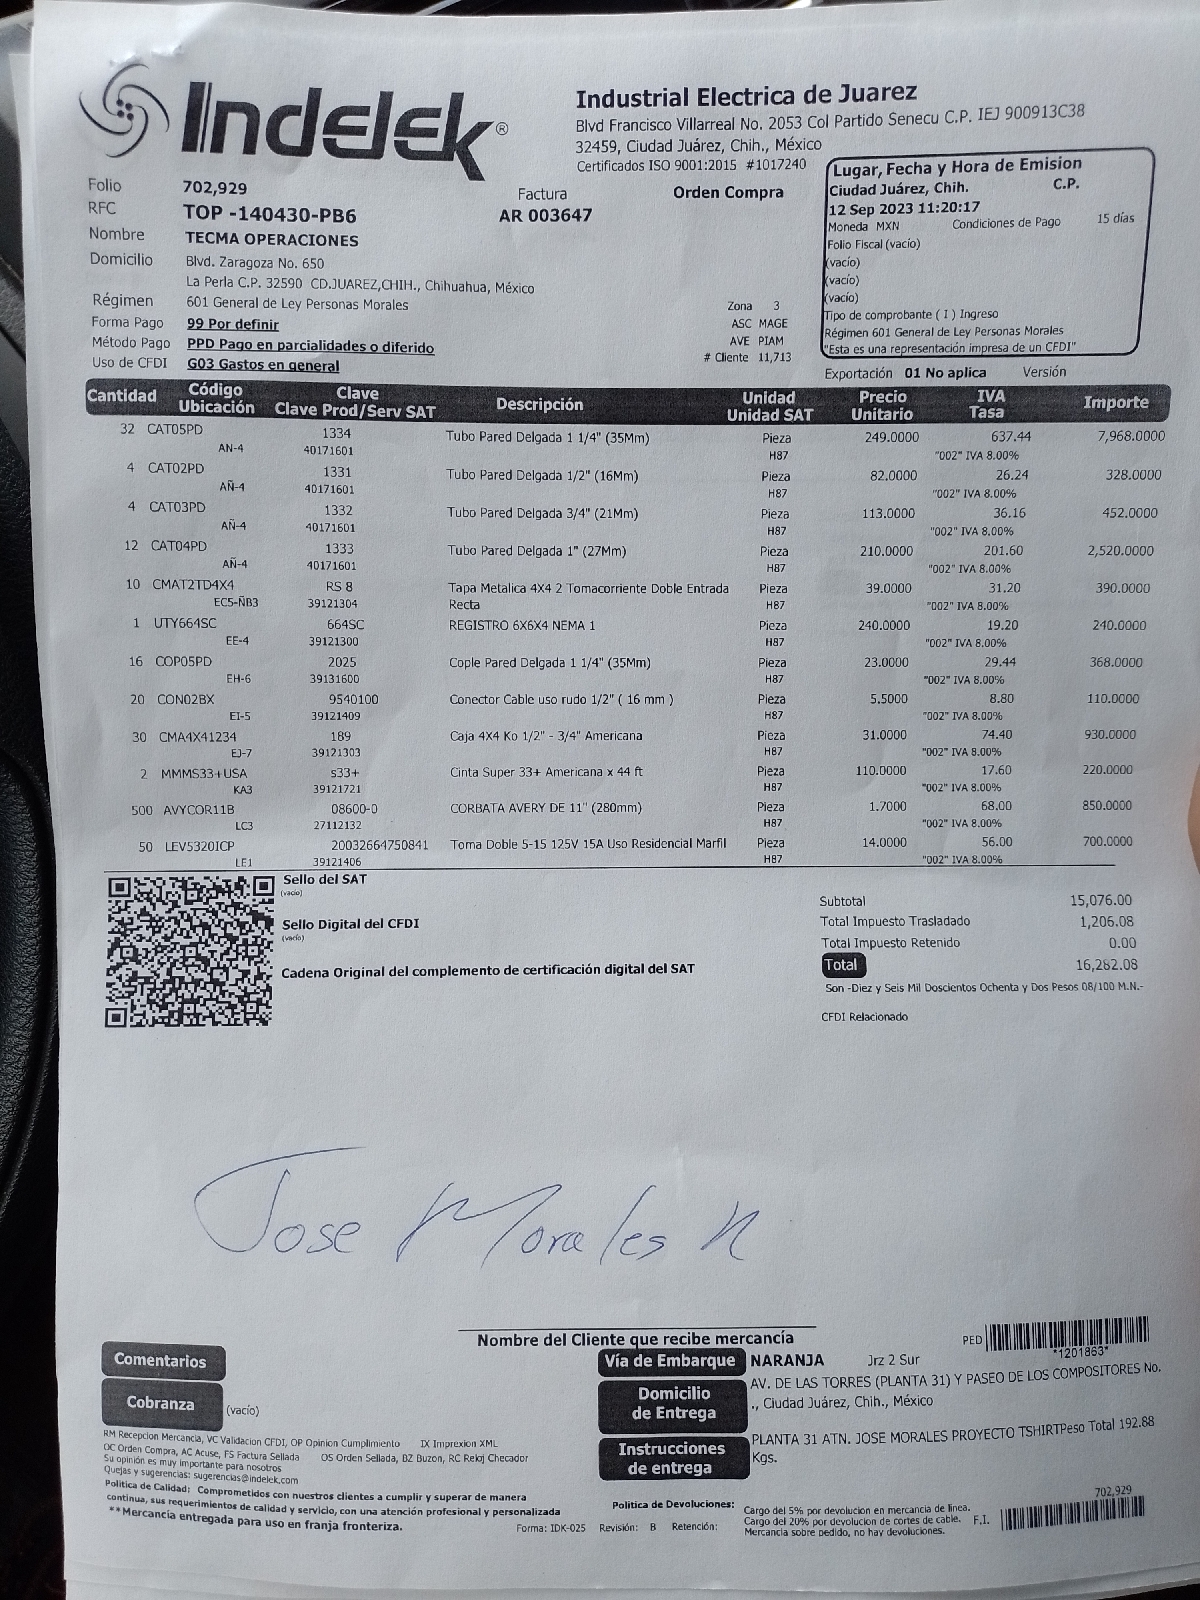 Indelek®
Industrial Electrica de Juarez
Blvd Francisco Villarreal No. 2053 Col Partido Senecu C.P. IEJ 900913C38
32459, Ciudad Juárez, Chih., México
Certificados ISO 9001:2015 #1017240
Folio 702,929 Factura Orden Compra
RFC TOP -140430-PB6 AR 003647
Nombre TECMA OPERACIONES
Domicilio Blvd. Zaragoza No. 650
La Perla C.P. 32590 CD.JUAREZ,CHIH., Chihuahua, México
Régimen 601 General de Ley Personas Morales
Forma Pago 99 Por definir
Método Pago PPD Pago en parcialidades o diferido
Uso de CFDI G03 Gastos en general
Zona 3
ASC MAGE
AVE PIAM
# Cliente 11,713
Lugar, Fecha y Hora de Emision
Ciudad Juárez, Chih. C.P.
12 Sep 2023 11:20:17
Moneda MXN Condiciones de Pago 15 días
Folio Fiscal (vacío)
(vacío)
(vacío)
(vacío)
Tipo de comprobante ( I ) Ingreso
Régimen 601 General de Ley Personas Morales
"Esta es una representación impresa de un CFDI"
Exportación 01 No aplica Versión
Cantidad Código Clave Descripción Unidad Precio IVA Importe
Ubicación Clave Prod/Serv SAT Unidad SAT Unitario Tasa
32 CAT05PD 1334 Tubo Pared Delgada 1 1/4" (35Mm) Pieza 249.0000 637.44 7,968.0000
AN-4 40171601 H87 "002" IVA 8.00%
4 CAT02PD 1331 Tubo Pared Delgada 1/2" (16Mm) Pieza 82.0000 26.24 328.0000
AÑ-4 40171601 H87 "002" IVA 8.00%
4 CAT03PD 1332 Tubo Pared Delgada 3/4" (21Mm) Pieza 113.0000 36.16 452.0000
AÑ-4 40171601 H87 "002" IVA 8.00%
12 CAT04PD 1333 Tubo Pared Delgada 1" (27Mm) Pieza 210.0000 201.60 2,520.0000
AÑ-4 40171601 H87 "002" IVA 8.00%
10 CMAT2TD4X4 RS 8 Tapa Metalica 4X4 2 Tomacorriente Doble Entrada Pieza 39.0000 31.20 390.0000
EC5-ÑB3 39121304 Recta H87 "002" IVA 8.00%
1 UTY664SC 664SC REGISTRO 6X6X4 NEMA 1 Pieza 240.0000 19.20 240.0000
EE-4 39121300 H87 "002" IVA 8.00%
16 COP05PD 2025 Cople Pared Delgada 1 1/4" (35Mm) Pieza 23.0000 29.44 368.0000
EH-6 39131600 H87 "002" IVA 8.00%
20 CON02BX 9540100 Conector Cable uso rudo 1/2" ( 16 mm ) Pieza 5.5000 8.80 110.0000
EI-5 39121409 H87 "002" IVA 8.00%
30 CMA4X41234 189 Caja 4X4 Ko 1/2" - 3/4" Americana Pieza 31.0000 74.40 930.0000
EJ-7 39121303 H87 "002" IVA 8.00%
2 MMMS33+USA s33+ Cinta Super 33+ Americana x 44 ft Pieza 110.0000 17.60 220.0000
KA3 39121721 H87 "002" IVA 8.00%
500 AVYCOR11B 08600-0 CORBATA AVERY DE 11" (280mm) Pieza 1.7000 68.00 850.0000
LC3 27112132 H87 "002" IVA 8.00%
50 LEV5320ICP 20032664750841 Toma Doble 5-15 125V 15A Uso Residencial Marfil Pieza 14.0000 56.00 700.0000
LE1 39121406 H87 "002" IVA 8.00%
Sello del SAT
(vacío)
Sello Digital del CFDI
(vacío)
Cadena Original del complemento de certificación digital del SAT
Subtotal 15,076.00
Total Impuesto Trasladado 1,206.08
Total Impuesto Retenido 0.00
Total 16,282.08
Son -Diez y Seis Mil Doscientos Ochenta y Dos Pesos 08/100 M.N.-
CFDI Relacionado
Jose Morales
Nombre del Cliente que recibe mercancía
PED *1201863*
Comentarios
Cobranza (vacío)
Vía de Embarque NARANJA Jrz 2 Sur
Domicilio de Entrega AV. DE LAS TORRES (PLANTA 31) Y PASEO DE LOS COMPOSITORES No.
., Ciudad Juárez, Chih., México
Instrucciones de entrega PLANTA 31 ATN. JOSE MORALES PROYECTO TSHIRTPeso Total 192.88
Kgs.
RM Recepcion Mercancia, VC Validacion CFDI, OP Opinion Cumplimiento IX Imprexion XML
OC Orden Compra, AC Acuse, FS Factura Sellada OS Orden Sellada, BZ Buzon, RC Reloj Checador
Su opinión es muy importante para nosotros
Quejas y sugerencias: sugerencias@indelek.com
Politica de Calidad: Comprometidos con nuestros clientes a cumplir y superar de manera
continua, sus requerimientos de calidad y servicio, con una atención profesional y personalizada
**Mercancia entregada para uso en franja fronteriza.
Forma: IDK-025 Revisión: B Retención:
Politica de Devoluciones: Cargo del 5% por devolucion en mercancia de linea.
Cargo del 20% por devolucion de cortes de cable.
Mercancia sobre pedido, no hay devoluciones.
702,929
F.I.